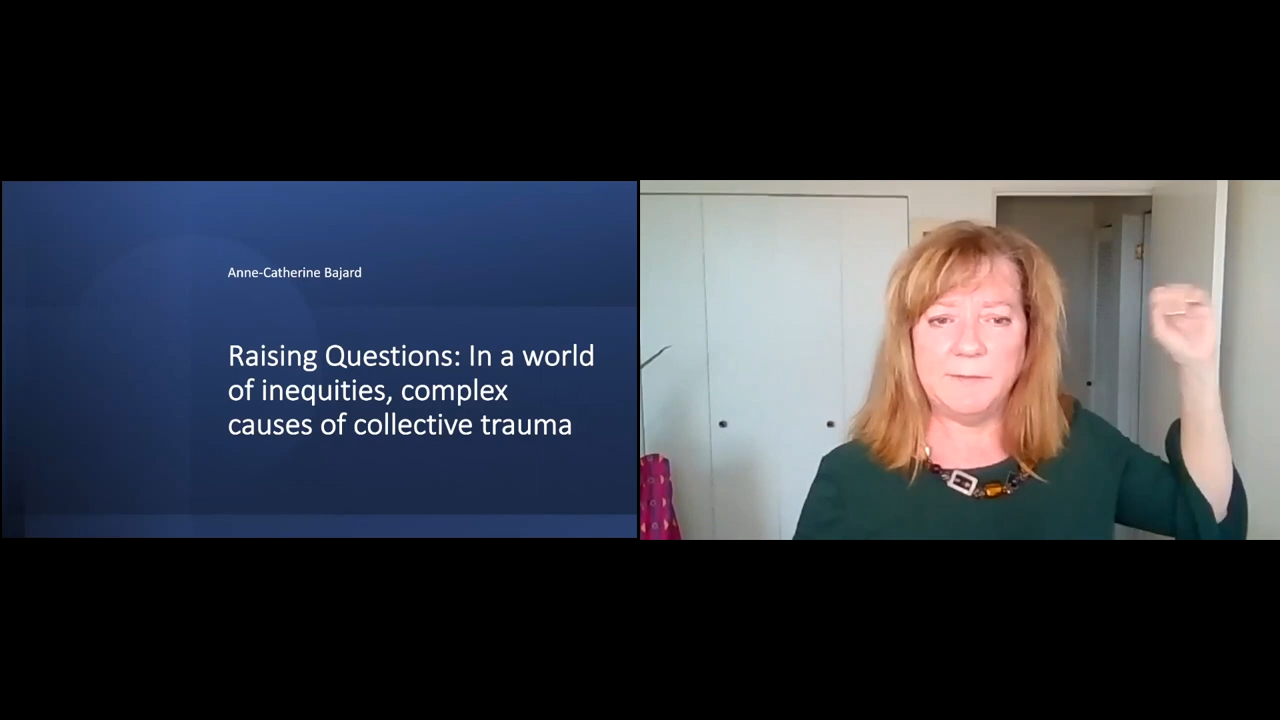 Anne-Catherine Bajard
Raising Questions: In a world
of inequities, complex
causes of collective trauma